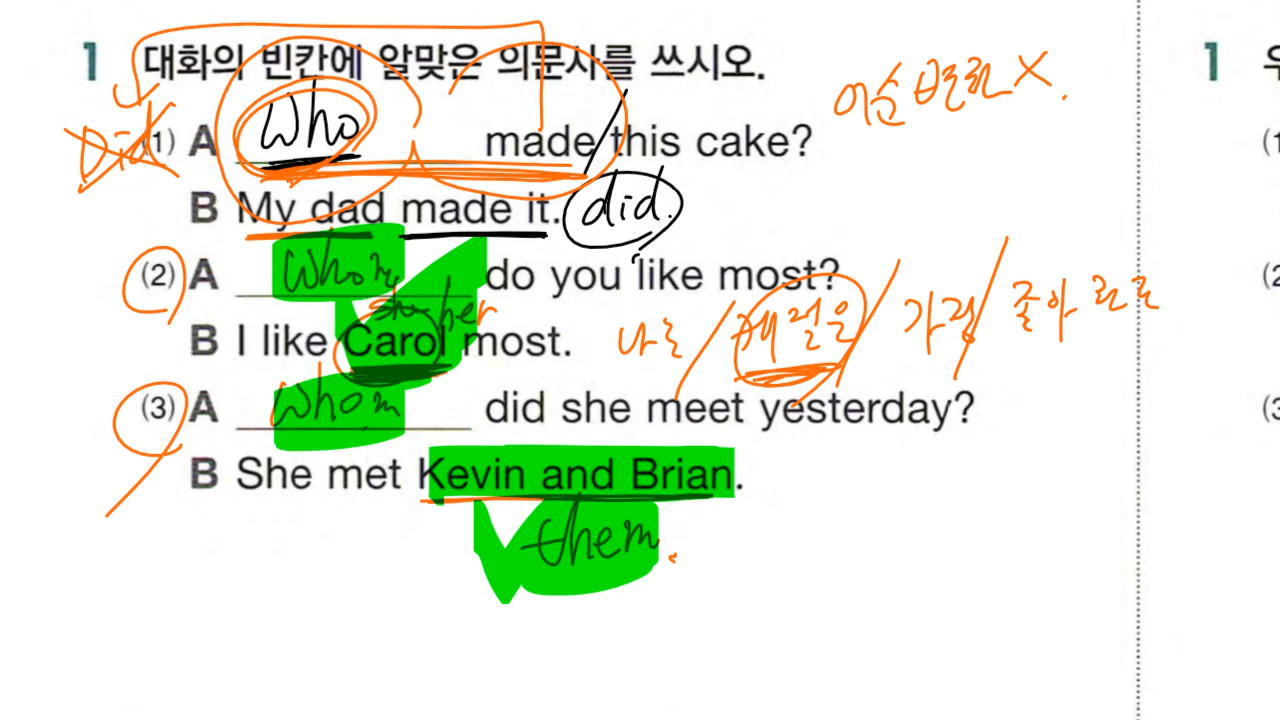 1 대화의 빈칸에 알맞은 의문사를 쓰시오.
어순 변화 X.
Did (1) A who made / this cake?
B My dad made it. did.
(2) A whom do you like most?
she her
B I like Carol most. 나는 / 캐럴을 / 가장 / 좋아
(3) A whom did she meet yesterday?
B She met Kevin and Brian.
them.
1
(1
(2
(3